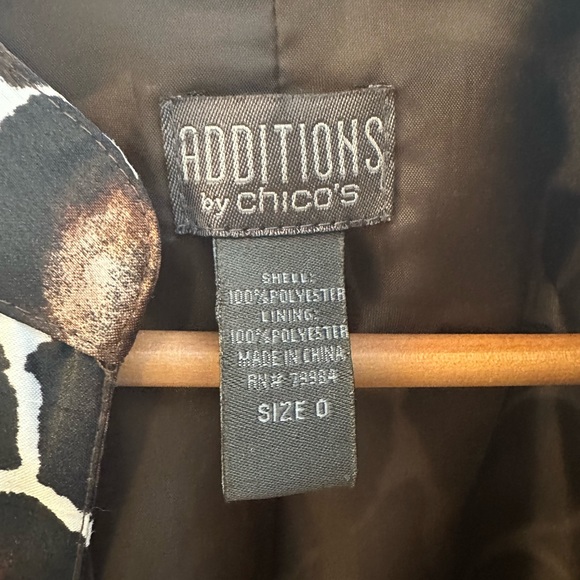 ADDITIONS
by chico's
SHELL:
100%POLYESTER
LINING:
100%POLYESTER
MADE IN CHINA
RN# 79984
SIZE 0